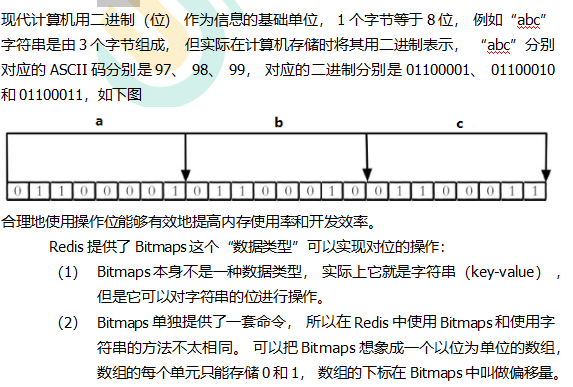 现代计算机用二进制（位） 作为信息的基础单位， 1 个字节等于 8 位， 例如“abc”
字符串是由 3 个字节组成， 但实际在计算机存储时将其用二进制表示， “abc”分别
对应的 ASCII 码分别是 97、 98、 99， 对应的二进制分别是 01100001、 01100010
和 01100011，如下图
a b c
0 1 1 0 0 0 0 1 0 1 1 0 0 0 1 0 0 1 1 0 0 0 1 1
合理地使用操作位能够有效地提高内存使用率和开发效率。
Redis 提供了 Bitmaps 这个“数据类型”可以实现对位的操作：
（1） Bitmaps 本身不是一种数据类型， 实际上它就是字符串（key-value） ，
但是它可以对字符串的位进行操作。
（2） Bitmaps 单独提供了一套命令， 所以在 Redis 中使用 Bitmaps 和使用字
符串的方法不太相同。 可以把 Bitmaps 想象成一个以位为单位的数组，
数组的每个单元只能存储 0 和 1， 数组的下标在 Bitmaps 中叫做偏移量。